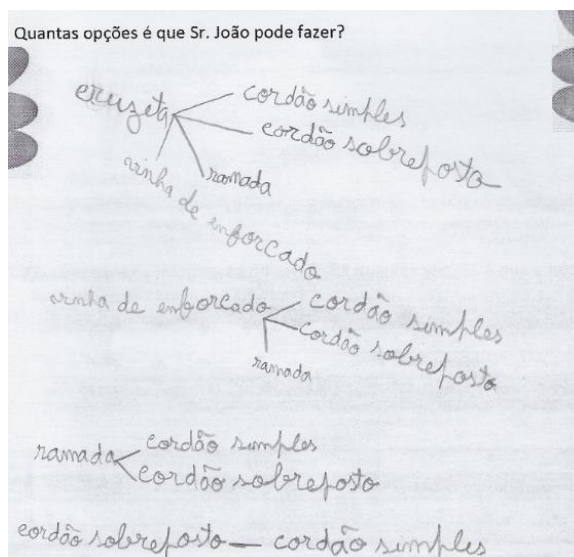 Quantas opções é que Sr. João pode fazer?
cruzeta
cordão simples
cordão sobreposto
ramada
vinha de enforcado
vinha de enforcado
cordão simples
cordão sobreposto
ramada
ramada
cordão simples
cordão sobreposto
cordão sobreposto — cordão simples